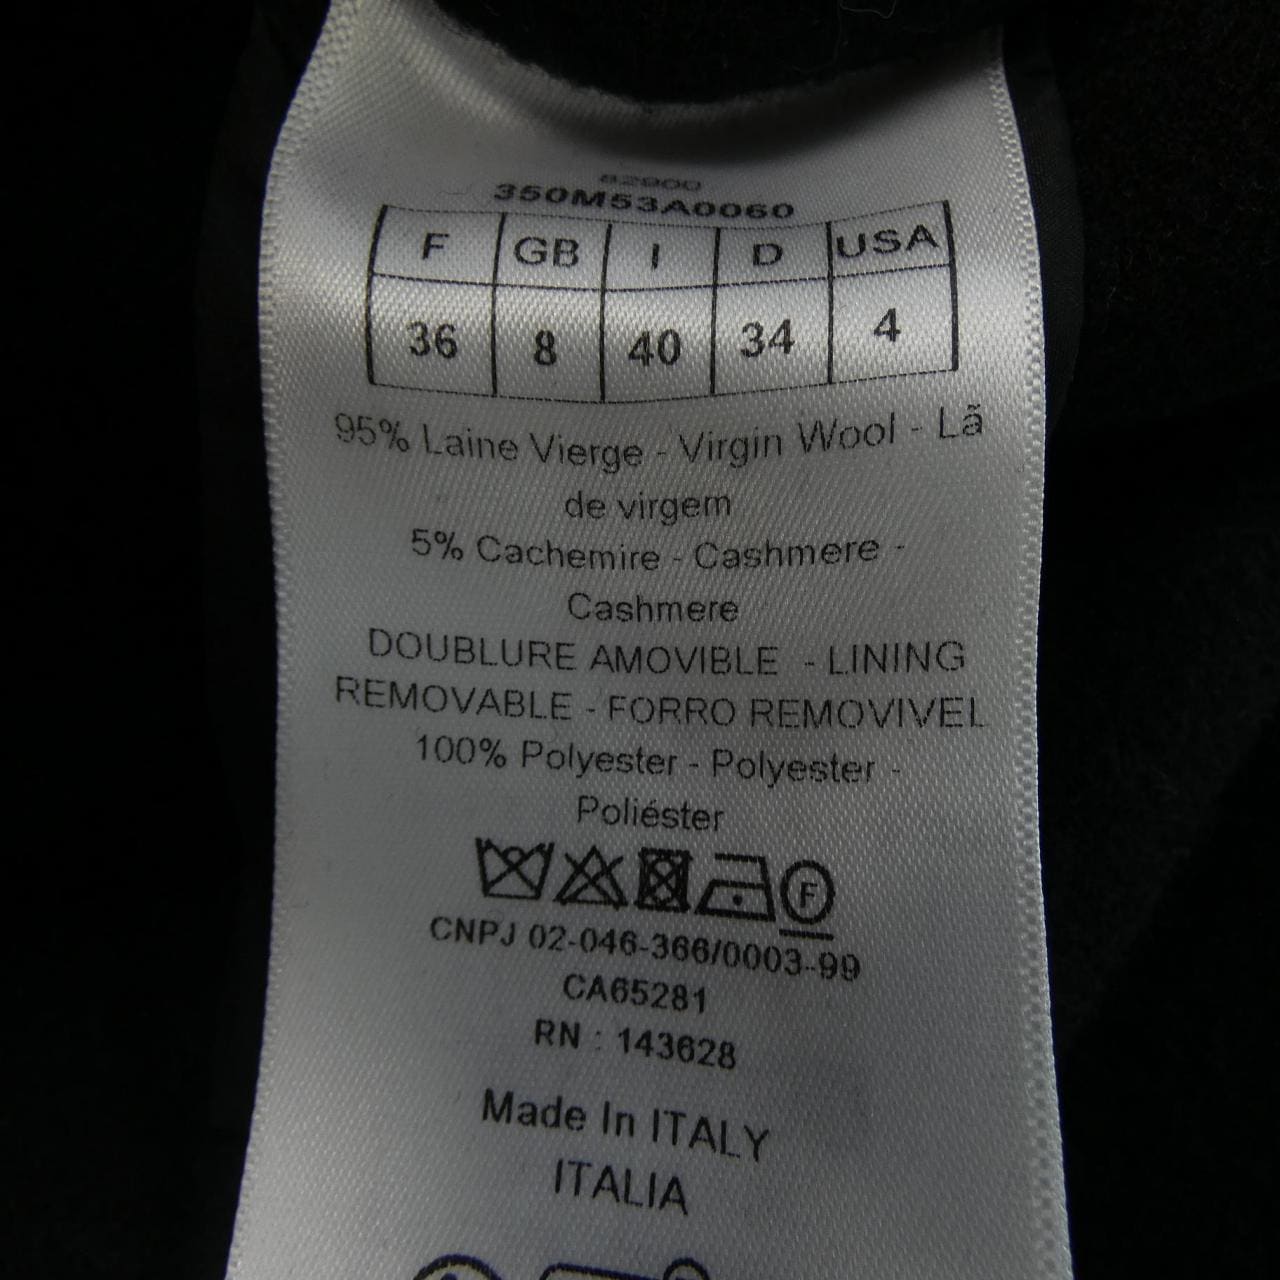 82900
350M53A0060
F GB I D USA
36 8 40 34 4
95% Laine Vierge - Virgin Wool - Lã
de virgem
5% Cachemire - Cashmere -
Cashmere
DOUBLURE AMOVIBLE - LINING
REMOVABLE - FORRO REMOVIVEL
100% Polyester - Polyester -
Poliéster
F
CNPJ 02-046-366/0003-99
CA65281
RN : 143628
Made In ITALY
ITALIA